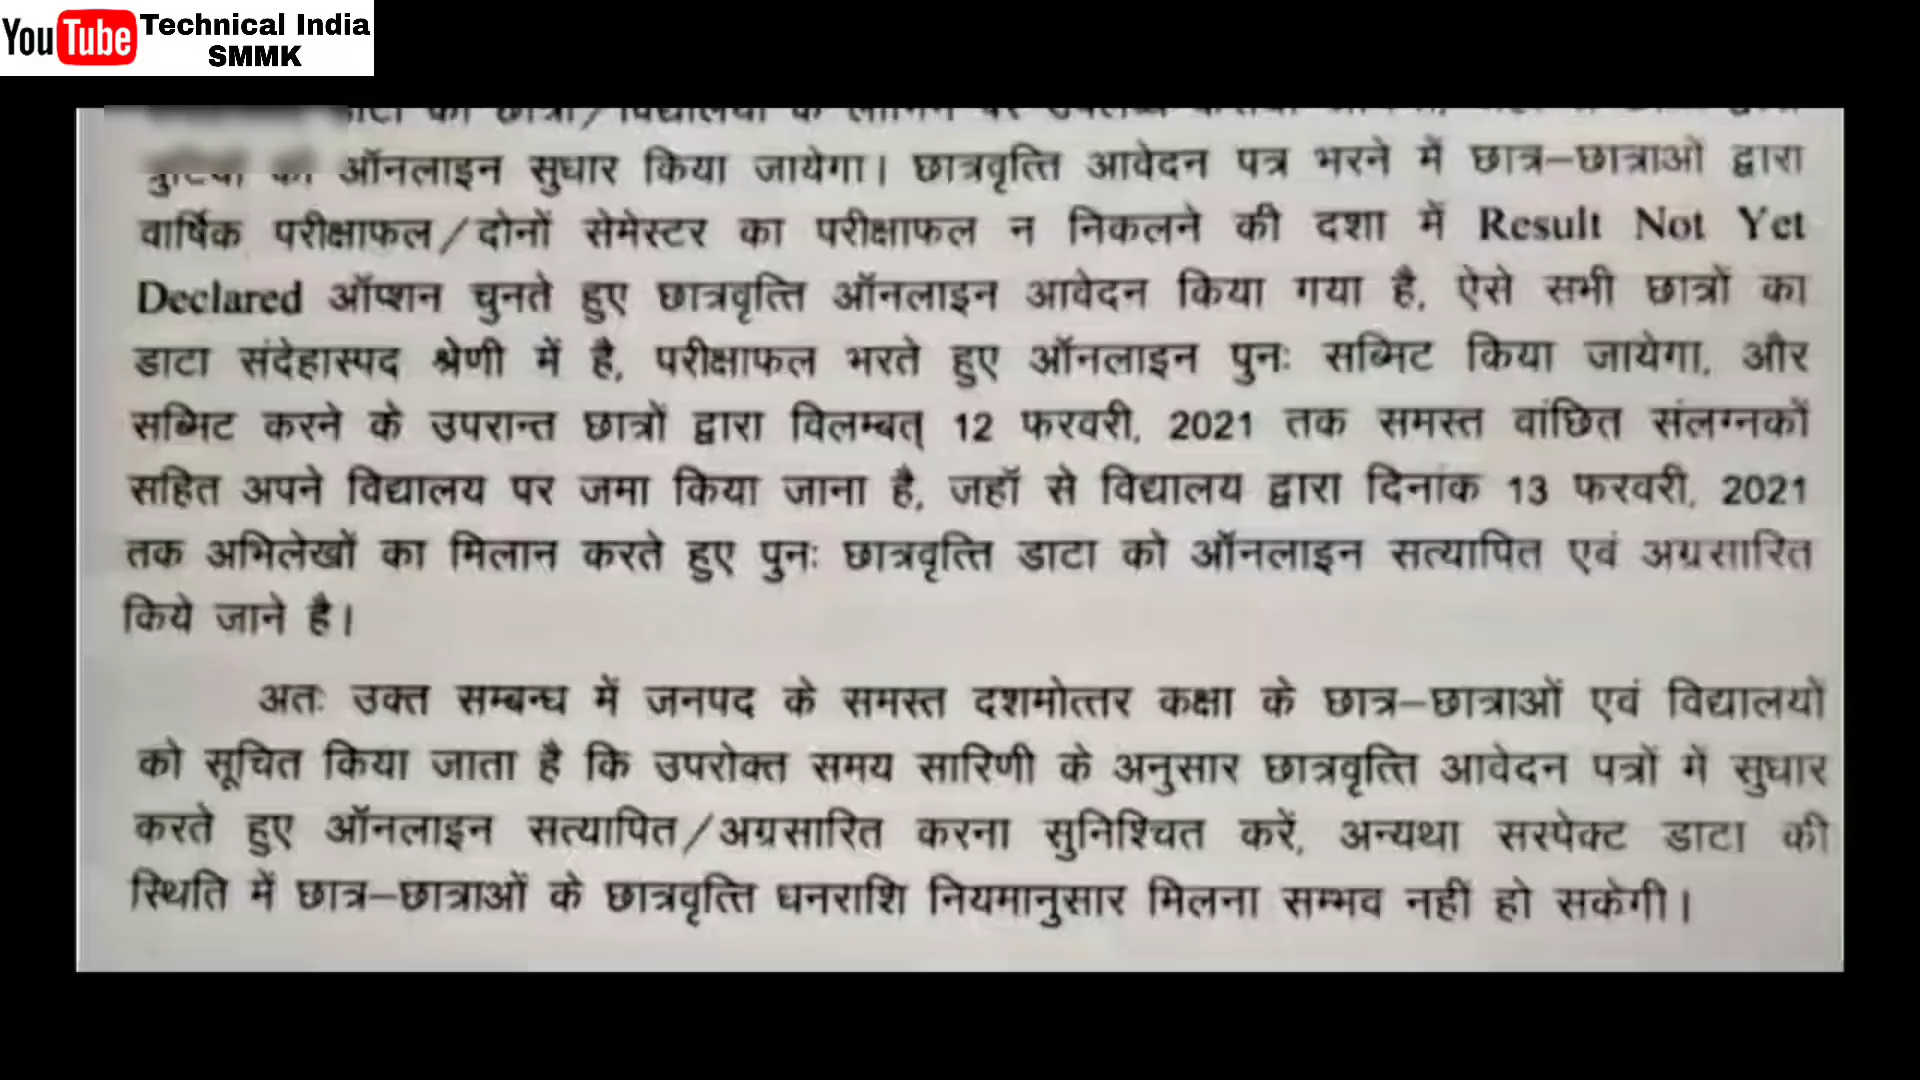 YouTube Technical India
SMMK
ऑनलाइन सुधार किया जायेगा। छात्रवृत्ति आवेदन पत्र भरने में छात्र–छात्राओं द्वारा
वार्षिक परीक्षाफल/दोनों सेमेस्टर का परीक्षाफल न निकलने की दशा में Result Not Yet
Declared ऑप्शन चुनते हुए छात्रवृत्ति ऑनलाइन आवेदन किया गया है, ऐसे सभी छात्रों का
डाटा संदेहास्पद श्रेणी में है, परीक्षाफल भरते हुए ऑनलाइन पुनः सब्मिट किया जायेगा, और
सब्मिट करने के उपरान्त छात्रों द्वारा विलम्बत् 12 फरवरी, 2021 तक समस्त वांछित संलग्नकों
सहित अपने विद्यालय पर जमा किया जाना है, जहॉ से विद्यालय द्वारा दिनांक 13 फरवरी, 2021
तक अभिलेखों का मिलान करते हुए पुनः छात्रवृत्ति डाटा को ऑनलाइन सत्यापित एवं अग्रसारित
किये जाने है।
अतः उक्त सम्बन्ध में जनपद के समस्त दशमोत्तर कक्षा के छात्र–छात्राओं एवं विद्यालयों
को सूचित किया जाता है कि उपरोक्त समय सारिणी के अनुसार छात्रवृत्ति आवेदन पत्रों में सुधार
करते हुए ऑनलाइन सत्यापित/अग्रसारित करना सुनिश्चित करें, अन्यथा सस्पेक्ट डाटा की
स्थिति में छात्र–छात्राओं के छात्रवृत्ति धनराशि नियमानुसार मिलना सम्भव नहीं हो सकेगी।